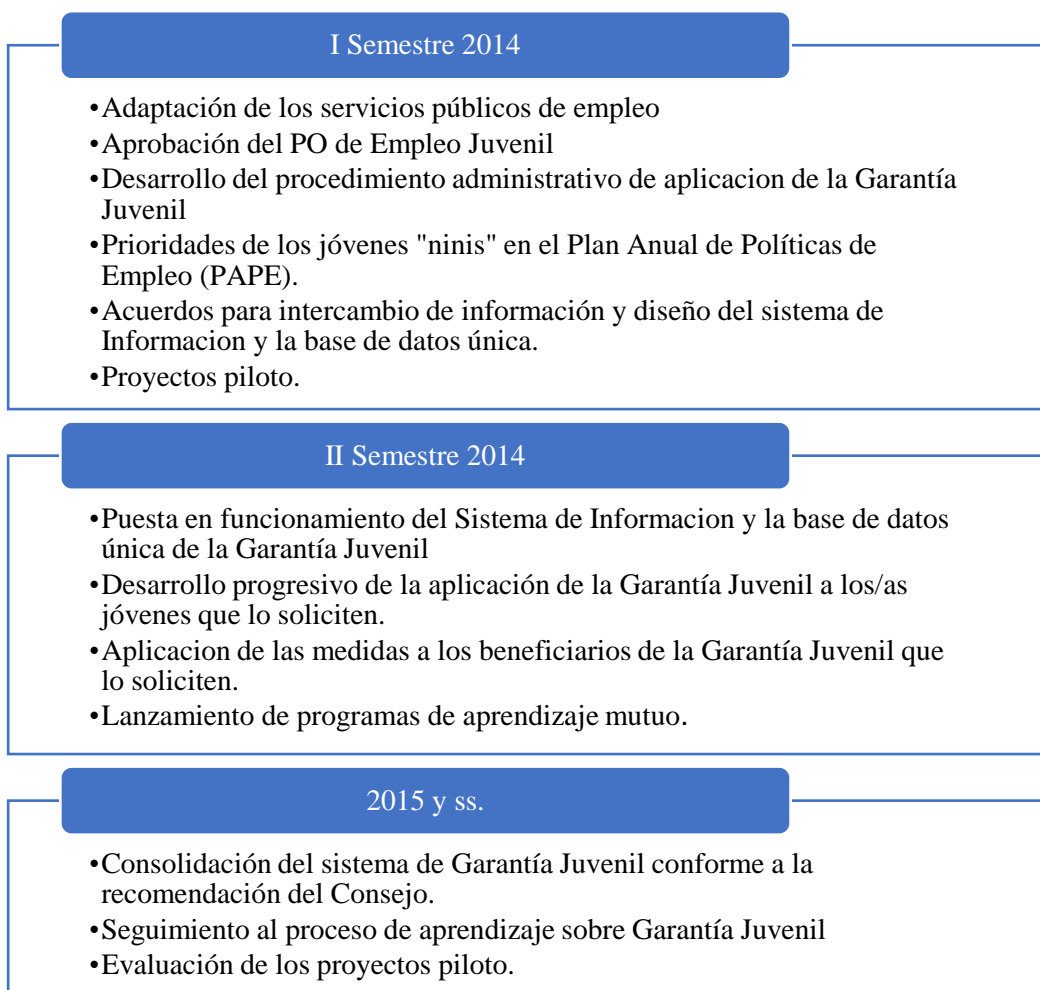 I Semestre 2014
•Adaptación de los servicios públicos de empleo
•Aprobación del PO de Empleo Juvenil
•Desarrollo del procedimiento administrativo de aplicacion de la Garantía
Juvenil
•Prioridades de los jóvenes "ninis" en el Plan Anual de Políticas de
Empleo (PAPE).
•Acuerdos para intercambio de información y diseño del sistema de
Informacion y la base de datos única.
•Proyectos piloto.
II Semestre 2014
•Puesta en funcionamiento del Sistema de Informacion y la base de datos
única de la Garantía Juvenil
•Desarrollo progresivo de la aplicación de la Garantía Juvenil a los/as
jóvenes que lo soliciten.
•Aplicacion de las medidas a los beneficiarios de la Garantía Juvenil que
lo soliciten.
•Lanzamiento de programas de aprendizaje mutuo.
2015 y ss.
•Consolidación del sistema de Garantía Juvenil conforme a la
recomendación del Consejo.
•Seguimiento al proceso de aprendizaje sobre Garantía Juvenil
•Evaluación de los proyectos piloto.